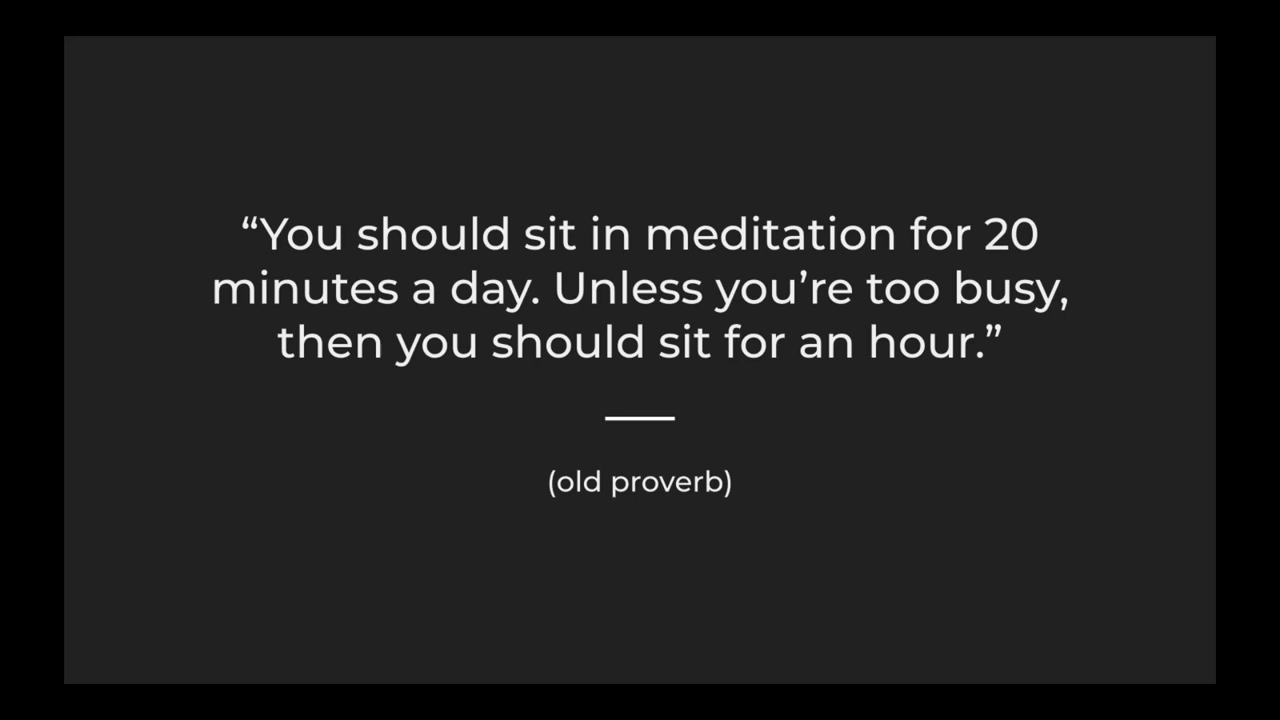 “You should sit in meditation for 20
minutes a day. Unless you’re too busy,
then you should sit for an hour.”
(old proverb)